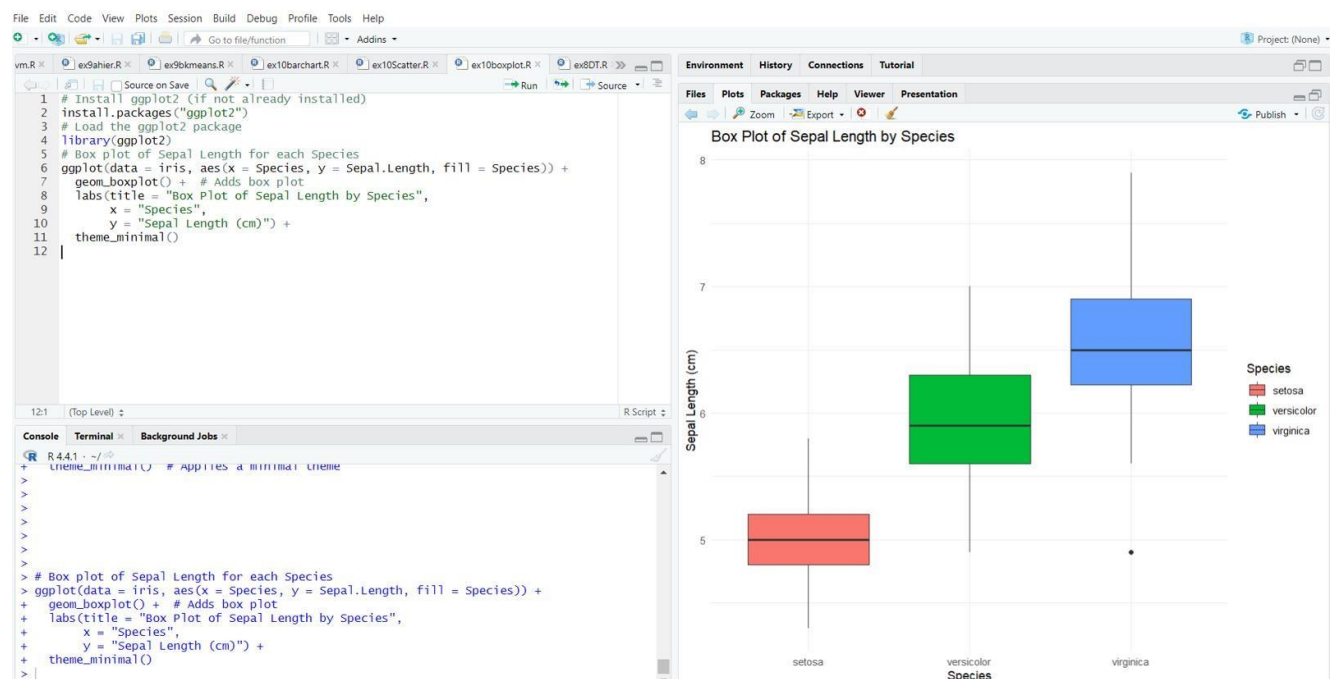 File Edit Code View Plots Session Build Debug Profile Tools Help
Go to file/function Addins Project: (None)
vm.R ex9ahier.R ex9bkmeans.R ex10barchart.R ex10Scatter.R ex10boxplot.R ex8DT.R
Source on Save Run Source
1 # Install ggplot2 (if not already installed)
2 install.packages("ggplot2")
3 # Load the ggplot2 package
4 library(ggplot2)
5 # Box plot of Sepal Length for each Species
6 ggplot(data = iris, aes(x = Species, y = Sepal.Length, fill = Species)) +
7   geom_boxplot() + # Adds box plot
8   labs(title = "Box Plot of Sepal Length by Species",
9        x = "Species",
10        y = "Sepal Length (cm)") +
11   theme_minimal()
12
12:1 (Top Level) R Script
Console Terminal Background Jobs
R 4.4.1 · ~/
+   theme_minimal() # Applies a minimal theme
>
>
>
>
>
>
>
> # Box plot of Sepal Length for each Species
> ggplot(data = iris, aes(x = Species, y = Sepal.Length, fill = Species)) +
+   geom_boxplot() + # Adds box plot
+   labs(title = "Box Plot of Sepal Length by Species",
+        x = "Species",
+        y = "Sepal Length (cm)") +
+   theme_minimal()
>
Environment History Connections Tutorial
Files Plots Packages Help Viewer Presentation
Zoom Export Publish
Box Plot of Sepal Length by Species
8
7
6
5
Sepal Length (cm)
setosa versicolor virginica
Species
Species
setosa
versicolor
virginica